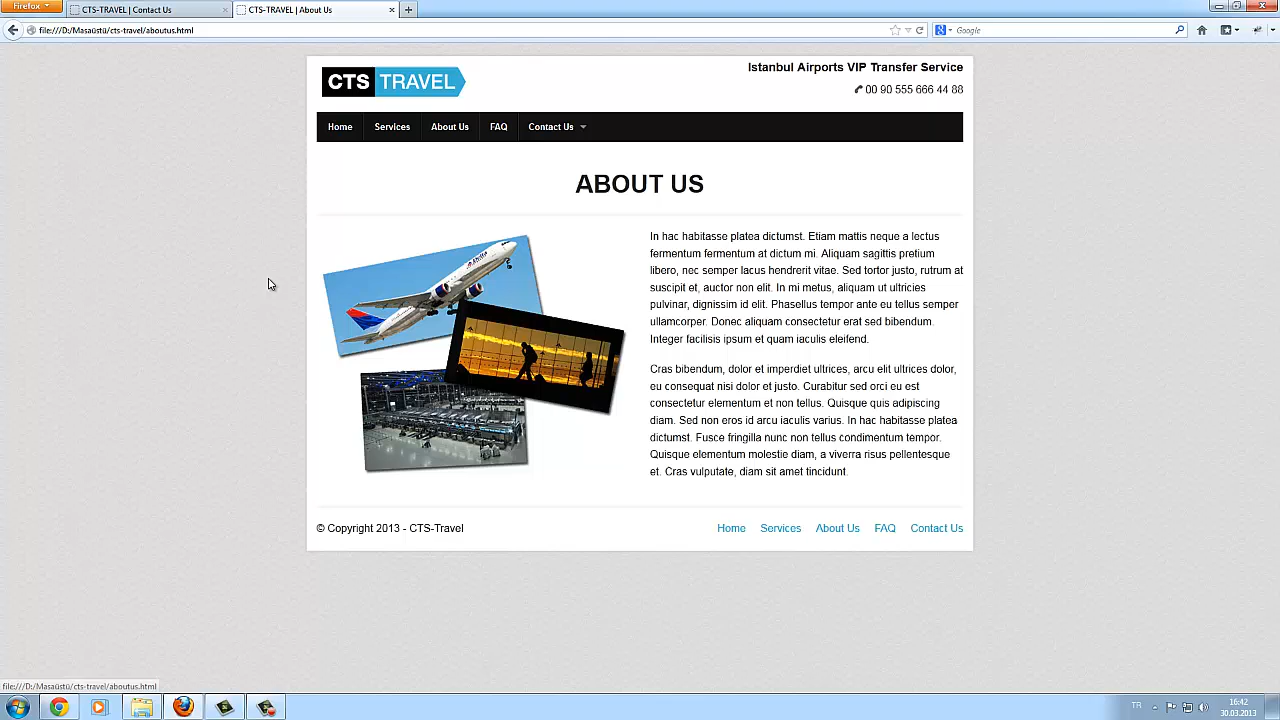 Firefox
CTS-TRAVEL | Contact Us
CTS-TRAVEL | About Us
file:///D:/Masaüstü/cts-travel/aboutus.html
Google
CTS TRAVEL
Istanbul Airports VIP Transfer Service
00 90 555 666 44 88
Home
Services
About Us
FAQ
Contact Us
ABOUT US
In hac habitasse platea dictumst. Etiam mattis neque a lectus
fermentum fermentum at dictum mi. Aliquam sagittis pretium
libero, nec semper lacus hendrerit vitae. Sed tortor justo, rutrum at
suscipit et, auctor non elit. In mi metus, aliquam ut ultricies
pulvinar, dignissim id elit. Phasellus tempor ante eu tellus semper
ullamcorper. Donec aliquam consectetur erat sed bibendum.
Integer facilisis ipsum et quam iaculis eleifend.
Cras bibendum, dolor et imperdiet ultrices, arcu elit ultrices dolor,
eu consequat nisi dolor et justo. Curabitur sed orci eu est
consectetur elementum et non tellus. Quisque quis adipiscing
diam. Sed non eros id arcu iaculis varius. In hac habitasse platea
dictumst. Fusce fringilla nunc non tellus condimentum tempor.
Quisque elementum molestie diam, a viverra risus pellentesque
et. Cras vulputate, diam sit amet tincidunt.
© Copyright 2013 - CTS-Travel
Home
Services
About Us
FAQ
Contact Us
file:///D:/Masaüstü/cts-travel/aboutus.html
TR
16:42
30.03.2013